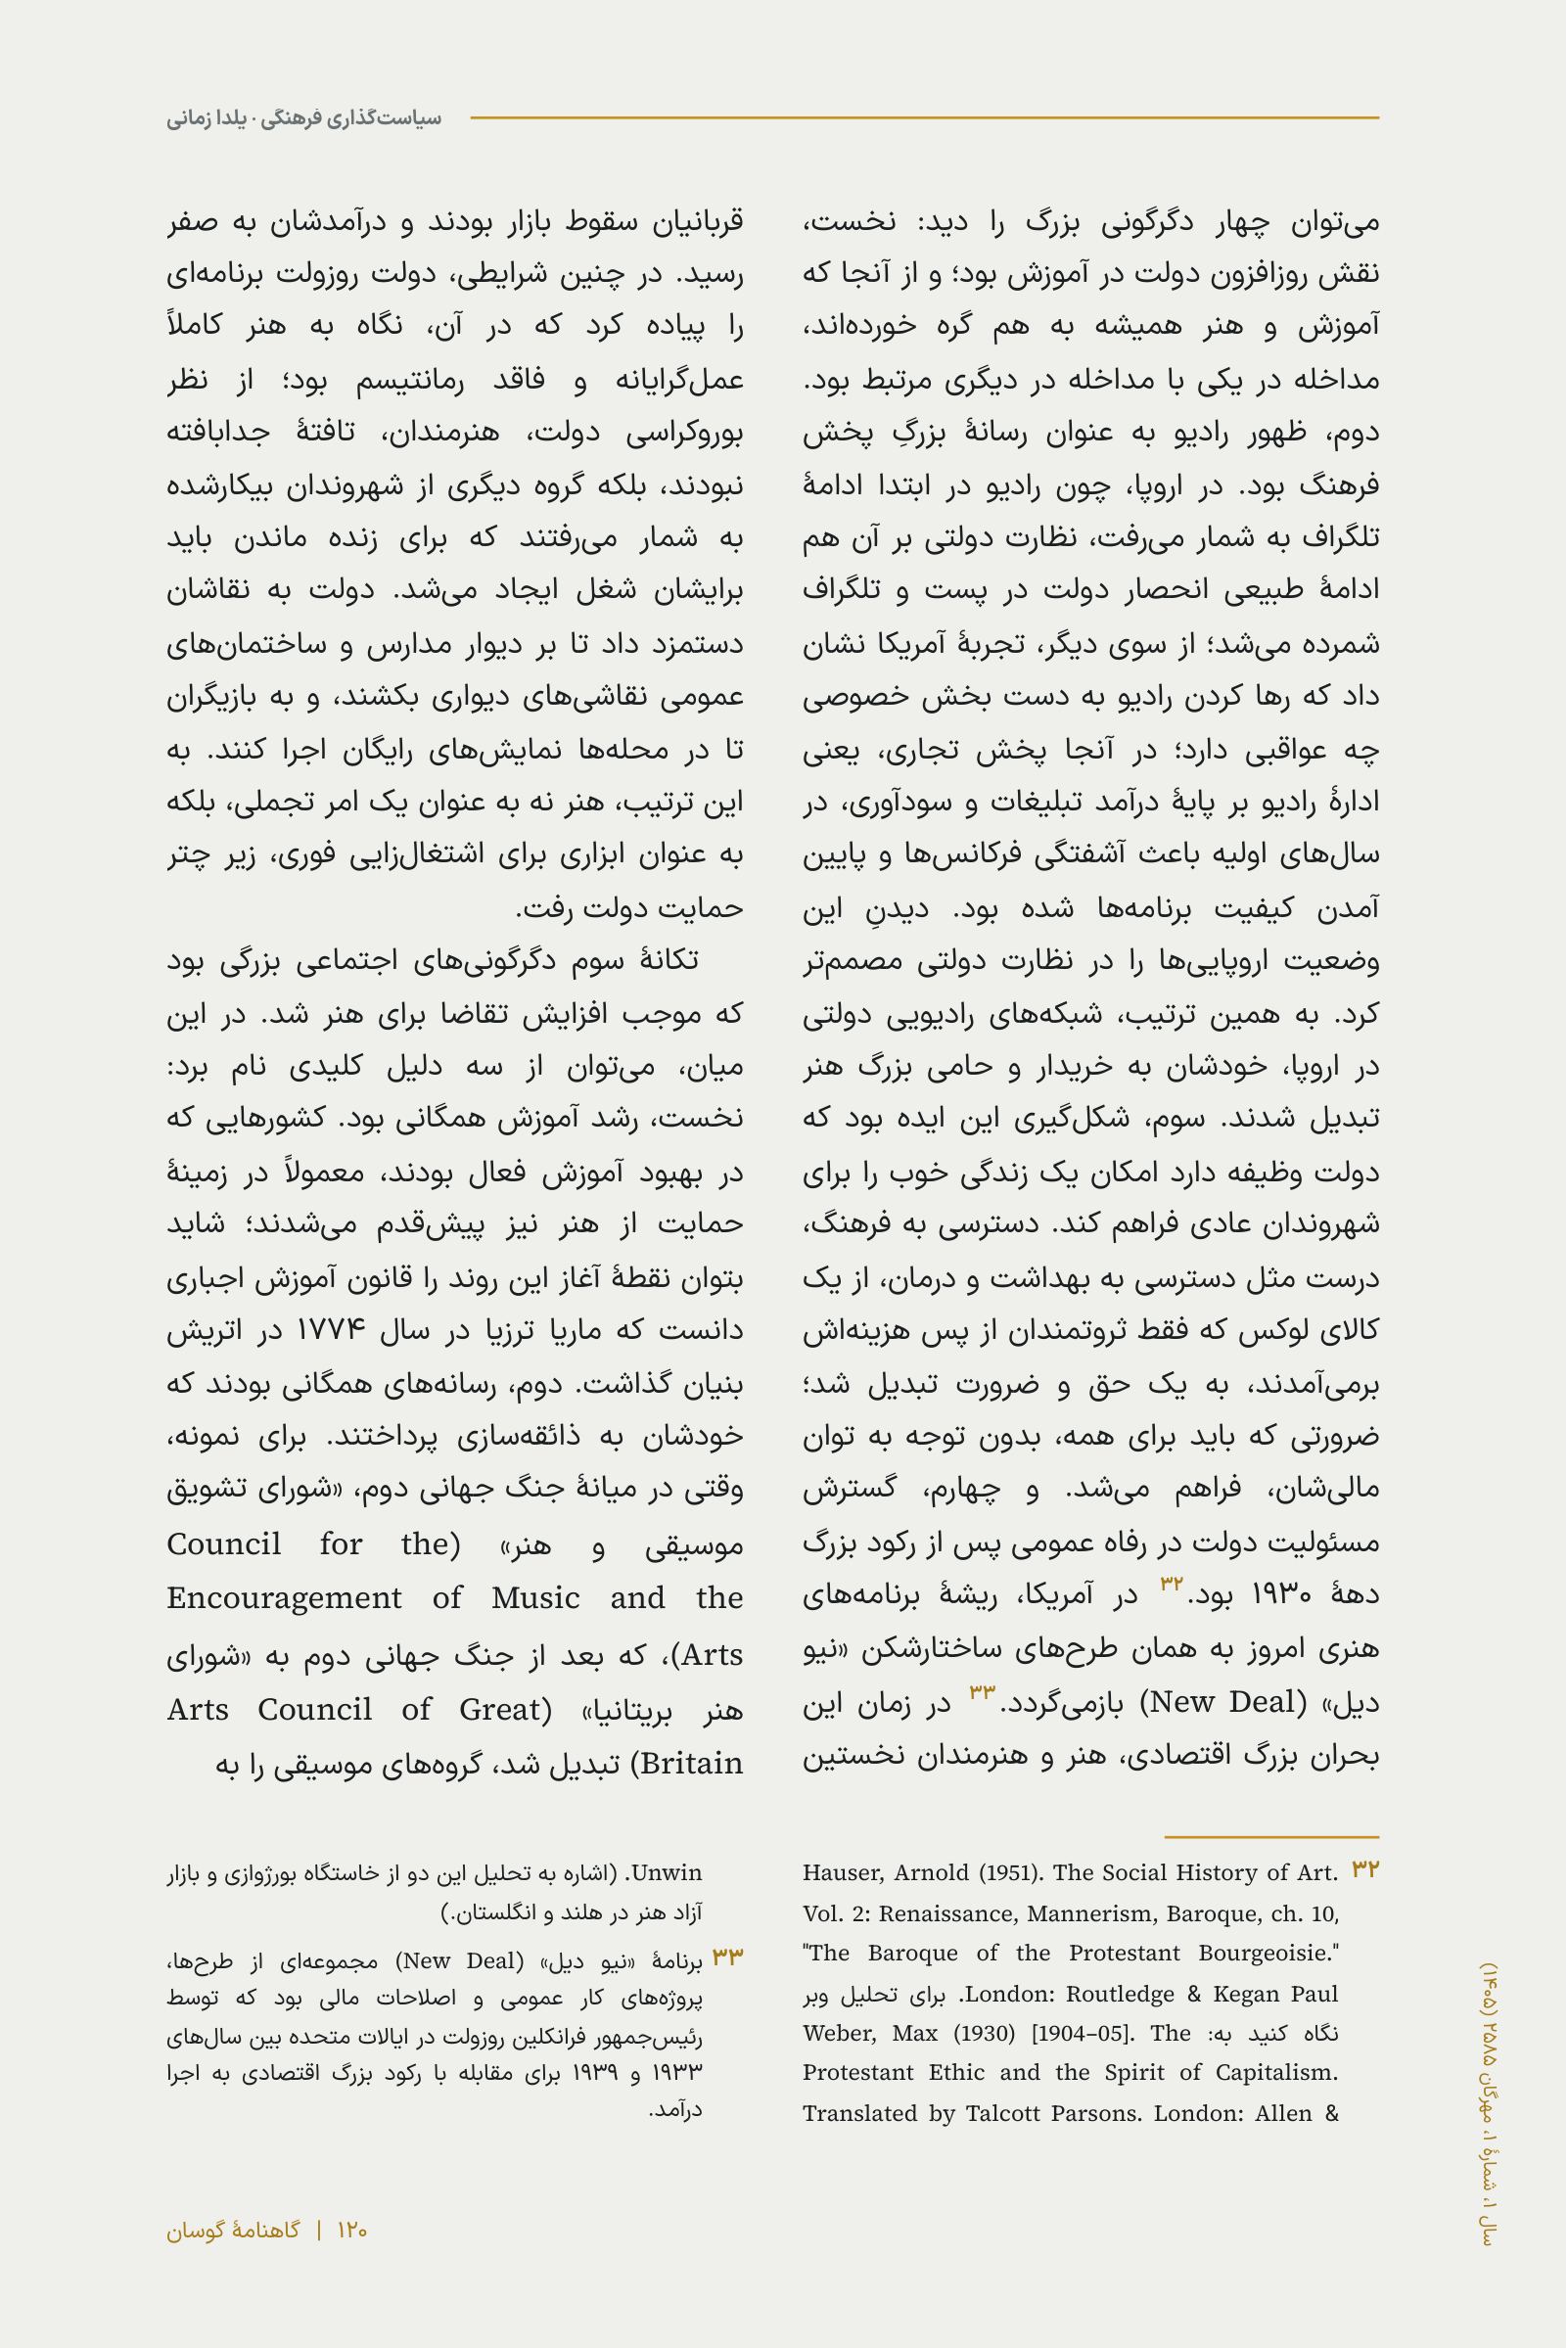 سیاست‌گذاری فرهنگی · یلدا زمانی
می‌توان چهار دگرگونی بزرگ را دید: نخست،
نقش روزافزون دولت در آموزش بود؛ و از آنجا که
آموزش و هنر همیشه به هم گره خورده‌اند،
مداخله در یکی با مداخله در دیگری مرتبط بود.
دوم، ظهور رادیو به عنوان رسانهٔ بزرگِ پخش
فرهنگ بود. در اروپا، چون رادیو در ابتدا ادامهٔ
تلگراف به شمار می‌رفت، نظارت دولتی بر آن هم
ادامهٔ طبیعی انحصار دولت در پست و تلگراف
شمرده می‌شد؛ از سوی دیگر، تجربهٔ آمریکا نشان
داد که رها کردن رادیو به دست بخش خصوصی
چه عواقبی دارد؛ در آنجا پخش تجاری، یعنی
ادارهٔ رادیو بر پایهٔ درآمد تبلیغات و سودآوری، در
سال‌های اولیه باعث آشفتگی فرکانس‌ها و پایین
آمدن کیفیت برنامه‌ها شده بود. دیدنِ این
وضعیت اروپایی‌ها را در نظارت دولتی مصمم‌تر
کرد. به همین ترتیب، شبکه‌های رادیویی دولتی
در اروپا، خودشان به خریدار و حامی بزرگ هنر
تبدیل شدند. سوم، شکل‌گیری این ایده بود که
دولت وظیفه دارد امکان یک زندگی خوب را برای
شهروندان عادی فراهم کند. دسترسی به فرهنگ،
درست مثل دسترسی به بهداشت و درمان، از یک
کالای لوکس که فقط ثروتمندان از پس هزینه‌اش
برمی‌آمدند، به یک حق و ضرورت تبدیل شد؛
ضرورتی که باید برای همه، بدون توجه به توان
مالی‌شان، فراهم می‌شد. و چهارم، گسترش
مسئولیت دولت در رفاه عمومی پس از رکود بزرگ
دههٔ ۱۹۳۰ بود.۳۲ در آمریکا، ریشهٔ برنامه‌های
هنری امروز به همان طرح‌های ساختارشکن «نیو
دیل» (New Deal) بازمی‌گردد.۳۳ در زمان این
بحران بزرگ اقتصادی، هنر و هنرمندان نخستین
قربانیان سقوط بازار بودند و درآمدشان به صفر
رسید. در چنین شرایطی، دولت روزولت برنامه‌ای
را پیاده کرد که در آن، نگاه به هنر کاملاً
عمل‌گرایانه و فاقد رمانتیسم بود؛ از نظر
بوروکراسی دولت، هنرمندان، تافتهٔ جدابافته
نبودند، بلکه گروه دیگری از شهروندان بیکارشده
به شمار می‌رفتند که برای زنده ماندن باید
برایشان شغل ایجاد می‌شد. دولت به نقاشان
دستمزد داد تا بر دیوار مدارس و ساختمان‌های
عمومی نقاشی‌های دیواری بکشند، و به بازیگران
تا در محله‌ها نمایش‌های رایگان اجرا کنند. به
این ترتیب، هنر نه به عنوان یک امر تجملی، بلکه
به عنوان ابزاری برای اشتغال‌زایی فوری، زیر چتر
حمایت دولت رفت.
تکانهٔ سوم دگرگونی‌های اجتماعی بزرگی بود
که موجب افزایش تقاضا برای هنر شد. در این
میان، می‌توان از سه دلیل کلیدی نام برد:
نخست، رشد آموزش همگانی بود. کشورهایی که
در بهبود آموزش فعال بودند، معمولاً در زمینهٔ
حمایت از هنر نیز پیش‌قدم می‌شدند؛ شاید
بتوان نقطهٔ آغاز این روند را قانون آموزش اجباری
دانست که ماریا ترزیا در سال ۱۷۷۴ در اتریش
بنیان گذاشت. دوم، رسانه‌های همگانی بودند که
خودشان به ذائقه‌سازی پرداختند. برای نمونه،
وقتی در میانهٔ جنگ جهانی دوم، «شورای تشویق
موسیقی و هنر» (Council for the
Encouragement of Music and the
Arts)، که بعد از جنگ جهانی دوم به «شورای
هنر بریتانیا» (Arts Council of Great
Britain) تبدیل شد، گروه‌های موسیقی را به
۳۲ Hauser, Arnold (1951). The Social History of Art.
Vol. 2: Renaissance, Mannerism, Baroque, ch. 10,
"The Baroque of the Protestant Bourgeoisie."
London: Routledge & Kegan Paul. برای تحلیل وبر
نگاه کنید به: Weber, Max (1930) [1904–05]. The
Protestant Ethic and the Spirit of Capitalism.
Translated by Talcott Parsons. London: Allen &
Unwin. (اشاره به تحلیل این دو از خاستگاه بورژوازی و بازار
آزاد هنر در هلند و انگلستان.)
۳۳ برنامهٔ «نیو دیل» (New Deal) مجموعه‌ای از طرح‌ها،
پروژه‌های کار عمومی و اصلاحات مالی بود که توسط
رئیس‌جمهور فرانکلین روزولت در ایالات متحده بین سال‌های
۱۹۳۳ و ۱۹۳۹ برای مقابله با رکود بزرگ اقتصادی به اجرا
درآمد.
سال ۱، شمارهٔ ۱، مهرگان ۲۵۸۵ (۱۴۰۵)
۱۲۰ | گاهنامهٔ گوسان